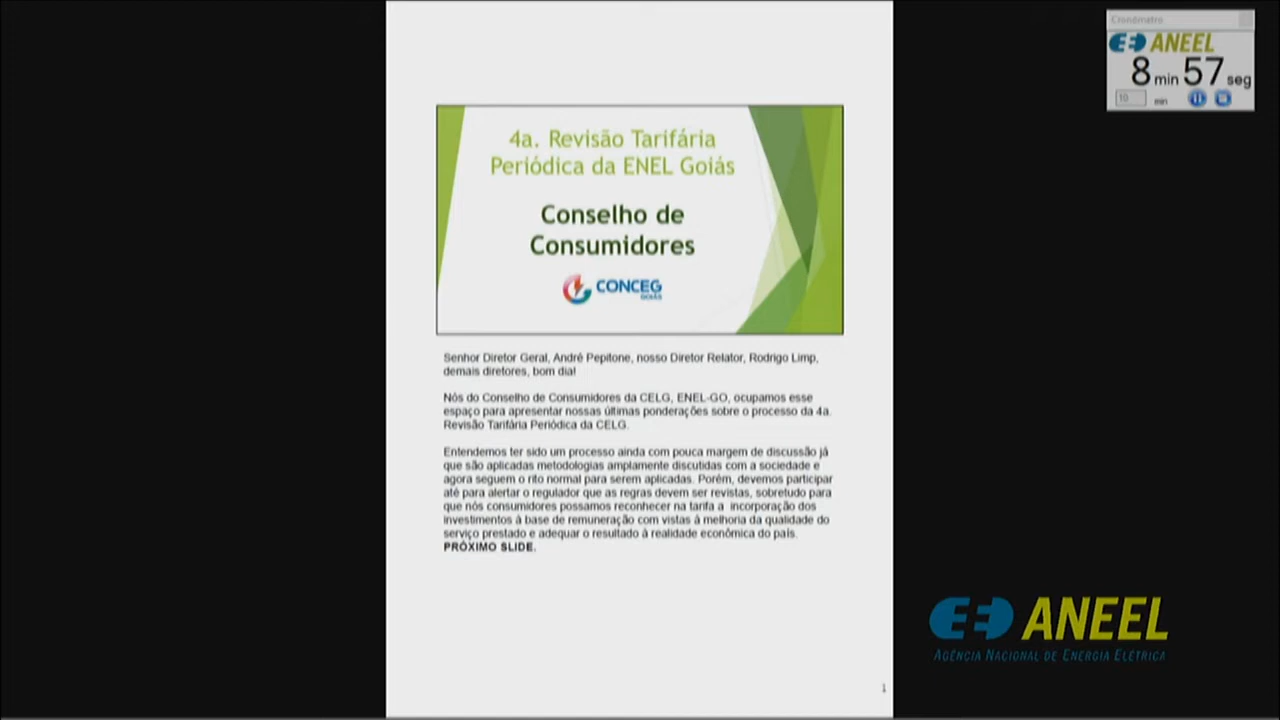 Cronómetro
ANEEL
8 min 57 seg
10 min
4a. Revisão Tarifária
Periódica da ENEL Goiás
Conselho de
Consumidores
CONCEG
GOIÁS
Senhor Diretor Geral, André Pepitone, nosso Diretor Relator, Rodrigo Limp,
demais diretores, bom dia!
Nós do Conselho de Consumidores da CELG, ENEL-GO, ocupamos esse
espaço para apresentar nossas últimas ponderações sobre o processo da 4a.
Revisão Tarifária Periódica da CELG.
Entendemos ter sido um processo ainda com pouca margem de discussão já
que são aplicadas metodologias amplamente discutidas com a sociedade e
agora seguem o rito normal para serem aplicadas. Porém, devemos participar
até para alertar o regulador que as regras devem ser revistas, sobretudo para
que nós consumidores possamos reconhecer na tarifa a incorporação dos
investimentos à base de remuneração com vistas à melhoria da qualidade do
serviço prestado e adequar o resultado à realidade econômica do país.
PRÓXIMO SLIDE.
ANEEL
AGÊNCIA NACIONAL DE ENERGIA ELÉTRICA
1